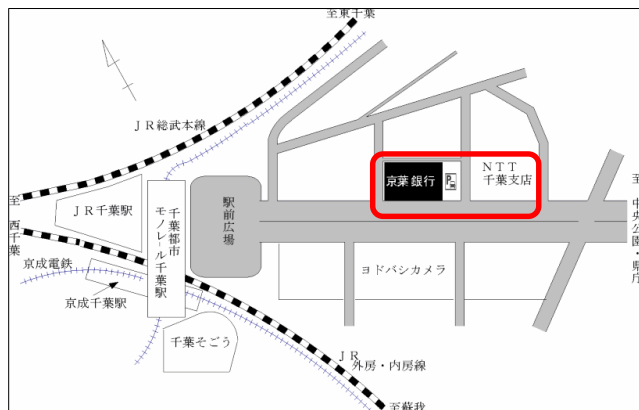 至東千葉
ＪＲ総武本線
ＮＴＴ
千葉支店
京葉銀行
P
至
西千葉
ＪＲ千葉駅
千葉都市
モノレール千葉駅
駅前広場
至
中央公園・県庁
京成電鉄
京成千葉駅
ヨドバシカメラ
千葉そごう
ＪＲ
外房・内房線
至蘇我